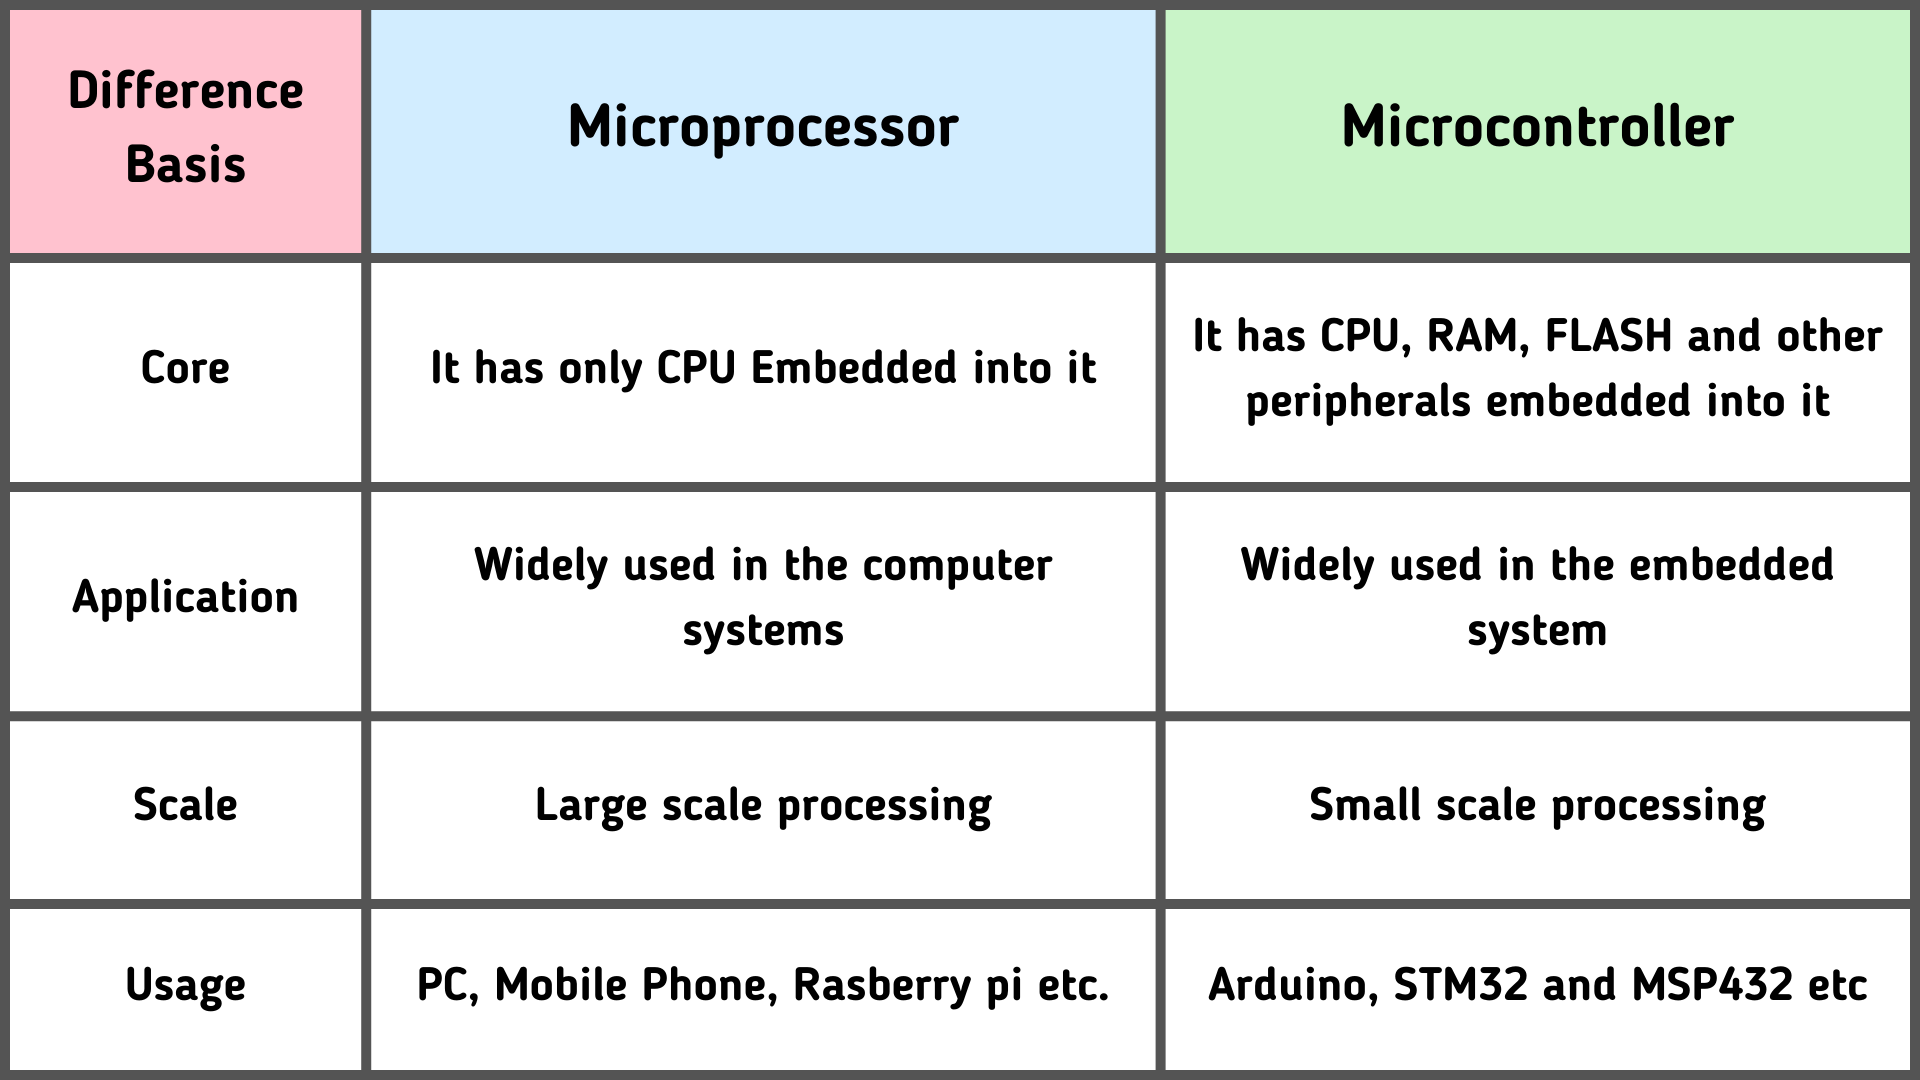 Difference
Basis
Microprocessor
Microcontroller
Core
It has only CPU Embedded into it
It has CPU, RAM, FLASH and other
peripherals embedded into it
Application
Widely used in the computer
systems
Widely used in the embedded
system
Scale
Large scale processing
Small scale processing
Usage
PC, Mobile Phone, Rasberry pi etc.
Arduino, STM32 and MSP432 etc